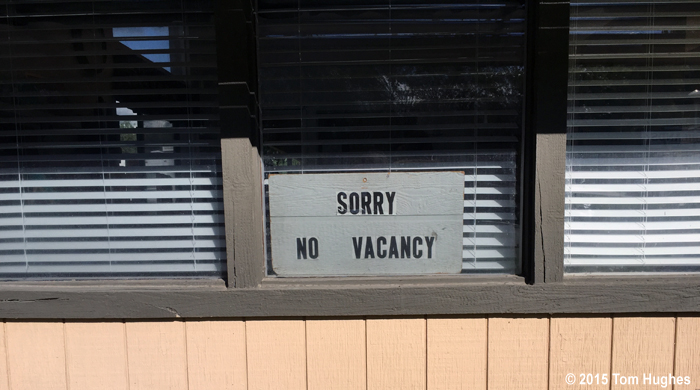 SORRY
NO VACANCY
© 2015 Tom Hughes